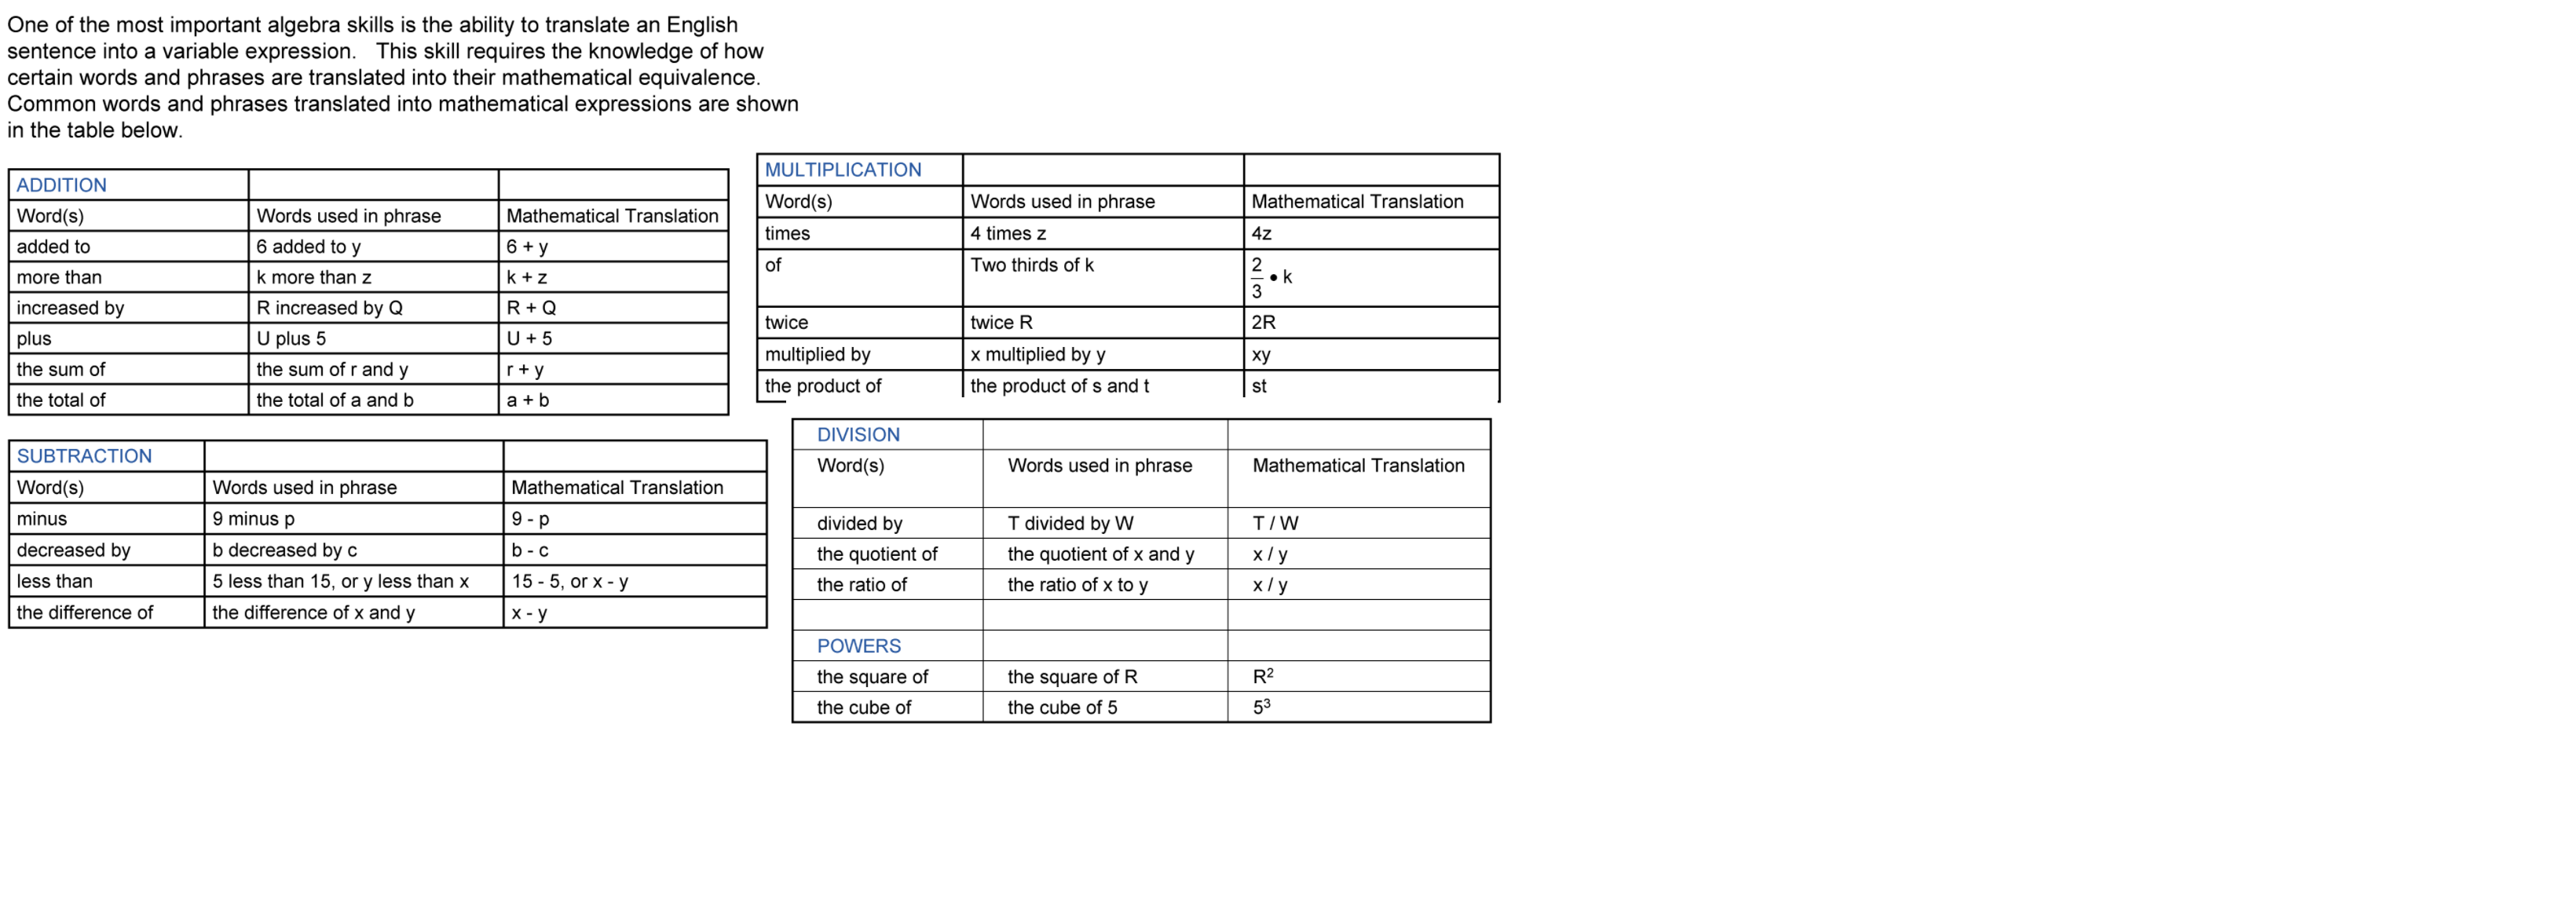 One of the most important algebra skills is the ability to translate an English
sentence into a variable expression. This skill requires the knowledge of how
certain words and phrases are translated into their mathematical equivalence.
Common words and phrases translated into mathematical expressions are shown
in the table below.
ADDITION
Word(s) Words used in phrase Mathematical Translation
added to 6 added to y 6 + y
more than k more than z k + z
increased by R increased by Q R + Q
plus U plus 5 U + 5
the sum of the sum of r and y r + y
the total of the total of a and b a + b
SUBTRACTION
Word(s) Words used in phrase Mathematical Translation
minus 9 minus p 9 - p
decreased by b decreased by c b - c
less than 5 less than 15, or y less than x 15 - 5, or x - y
the difference of the difference of x and y x - y
MULTIPLICATION
Word(s) Words used in phrase Mathematical Translation
times 4 times z 4z
of Two thirds of k 2/3 • k
twice twice R 2R
multiplied by x multiplied by y xy
the product of the product of s and t st
DIVISION
Word(s) Words used in phrase Mathematical Translation
divided by T divided by W T / W
the quotient of the quotient of x and y x / y
the ratio of the ratio of x to y x / y
POWERS
the square of the square of R R²
the cube of the cube of 5 5³